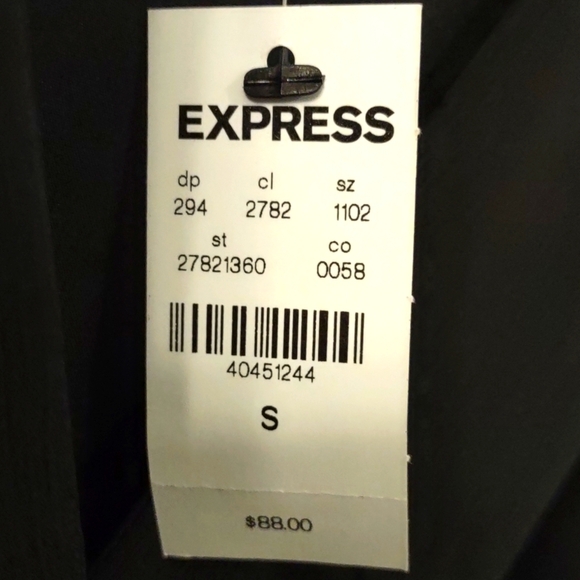 EXPRESS
dp cl sz
294 2782 1102
st co
27821360 0058
40451244
S
$88.00